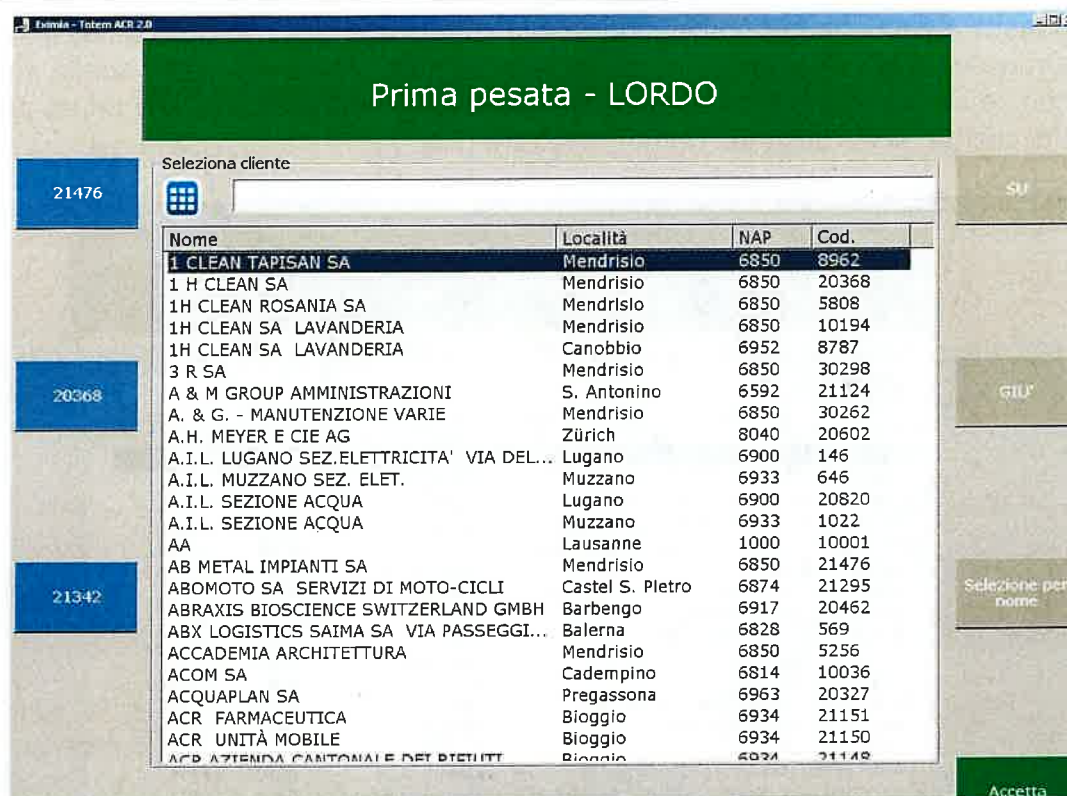 Eximia - Totem ACR 2.0
Prima pesata - LORDO
Seleziona cliente
21476
SU
Nome Località NAP Cod.
1 CLEAN TAPISAN SA Mendrisio 6850 8962
1 H CLEAN SA Mendrisio 6850 20368
1H CLEAN ROSANIA SA Mendrisio 6850 5808
1H CLEAN SA LAVANDERIA Mendrisio 6850 10194
1H CLEAN SA LAVANDERIA Canobbio 6952 8787
3 R SA Mendrisio 6850 30298
20368
A & M GROUP AMMINISTRAZIONI S. Antonino 6592 21124
GIU'
A. & G. - MANUTENZIONE VARIE Mendrisio 6850 30262
A.H. MEYER E CIE AG Zürich 8040 20602
A.I.L. LUGANO SEZ.ELETTRICITA' VIA DEL... Lugano 6900 146
A.I.L. MUZZANO SEZ. ELET. Muzzano 6933 646
A.I.L. SEZIONE ACQUA Lugano 6900 20820
A.I.L. SEZIONE ACQUA Muzzano 6933 1022
AA Lausanne 1000 10001
AB METAL IMPIANTI SA Mendrisio 6850 21476
ABOMOTO SA SERVIZI DI MOTO-CICLI Castel S. Pietro 6874 21295
21342
Selezione per
nome
ABRAXIS BIOSCIENCE SWITZERLAND GMBH Barbengo 6917 20462
ABX LOGISTICS SAIMA SA VIA PASSEGGI... Balerna 6828 569
ACCADEMIA ARCHITETTURA Mendrisio 6850 5256
ACOM SA Cadempino 6814 10036
ACQUAPLAN SA Pregassona 6963 20327
ACR FARMACEUTICA Bioggio 6934 21151
ACR UNITÀ MOBILE Bioggio 6934 21150
ACR AZIENDA CANTONALE DEI RIFIUTI Bioggio 6934 21148
Accetta